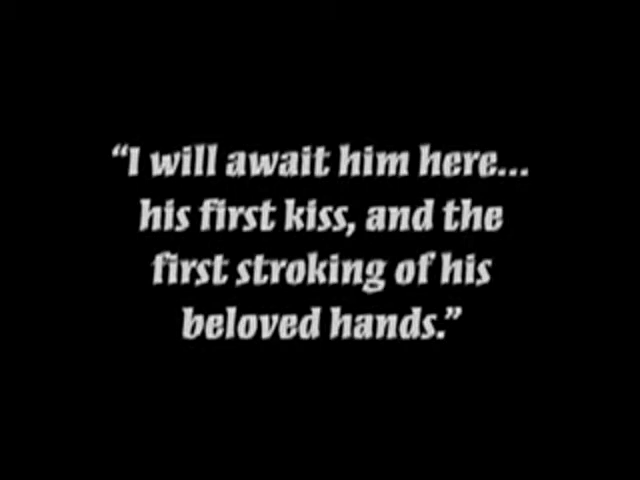 “I will await him here...
his first kiss, and the
first stroking of his
beloved hands.”